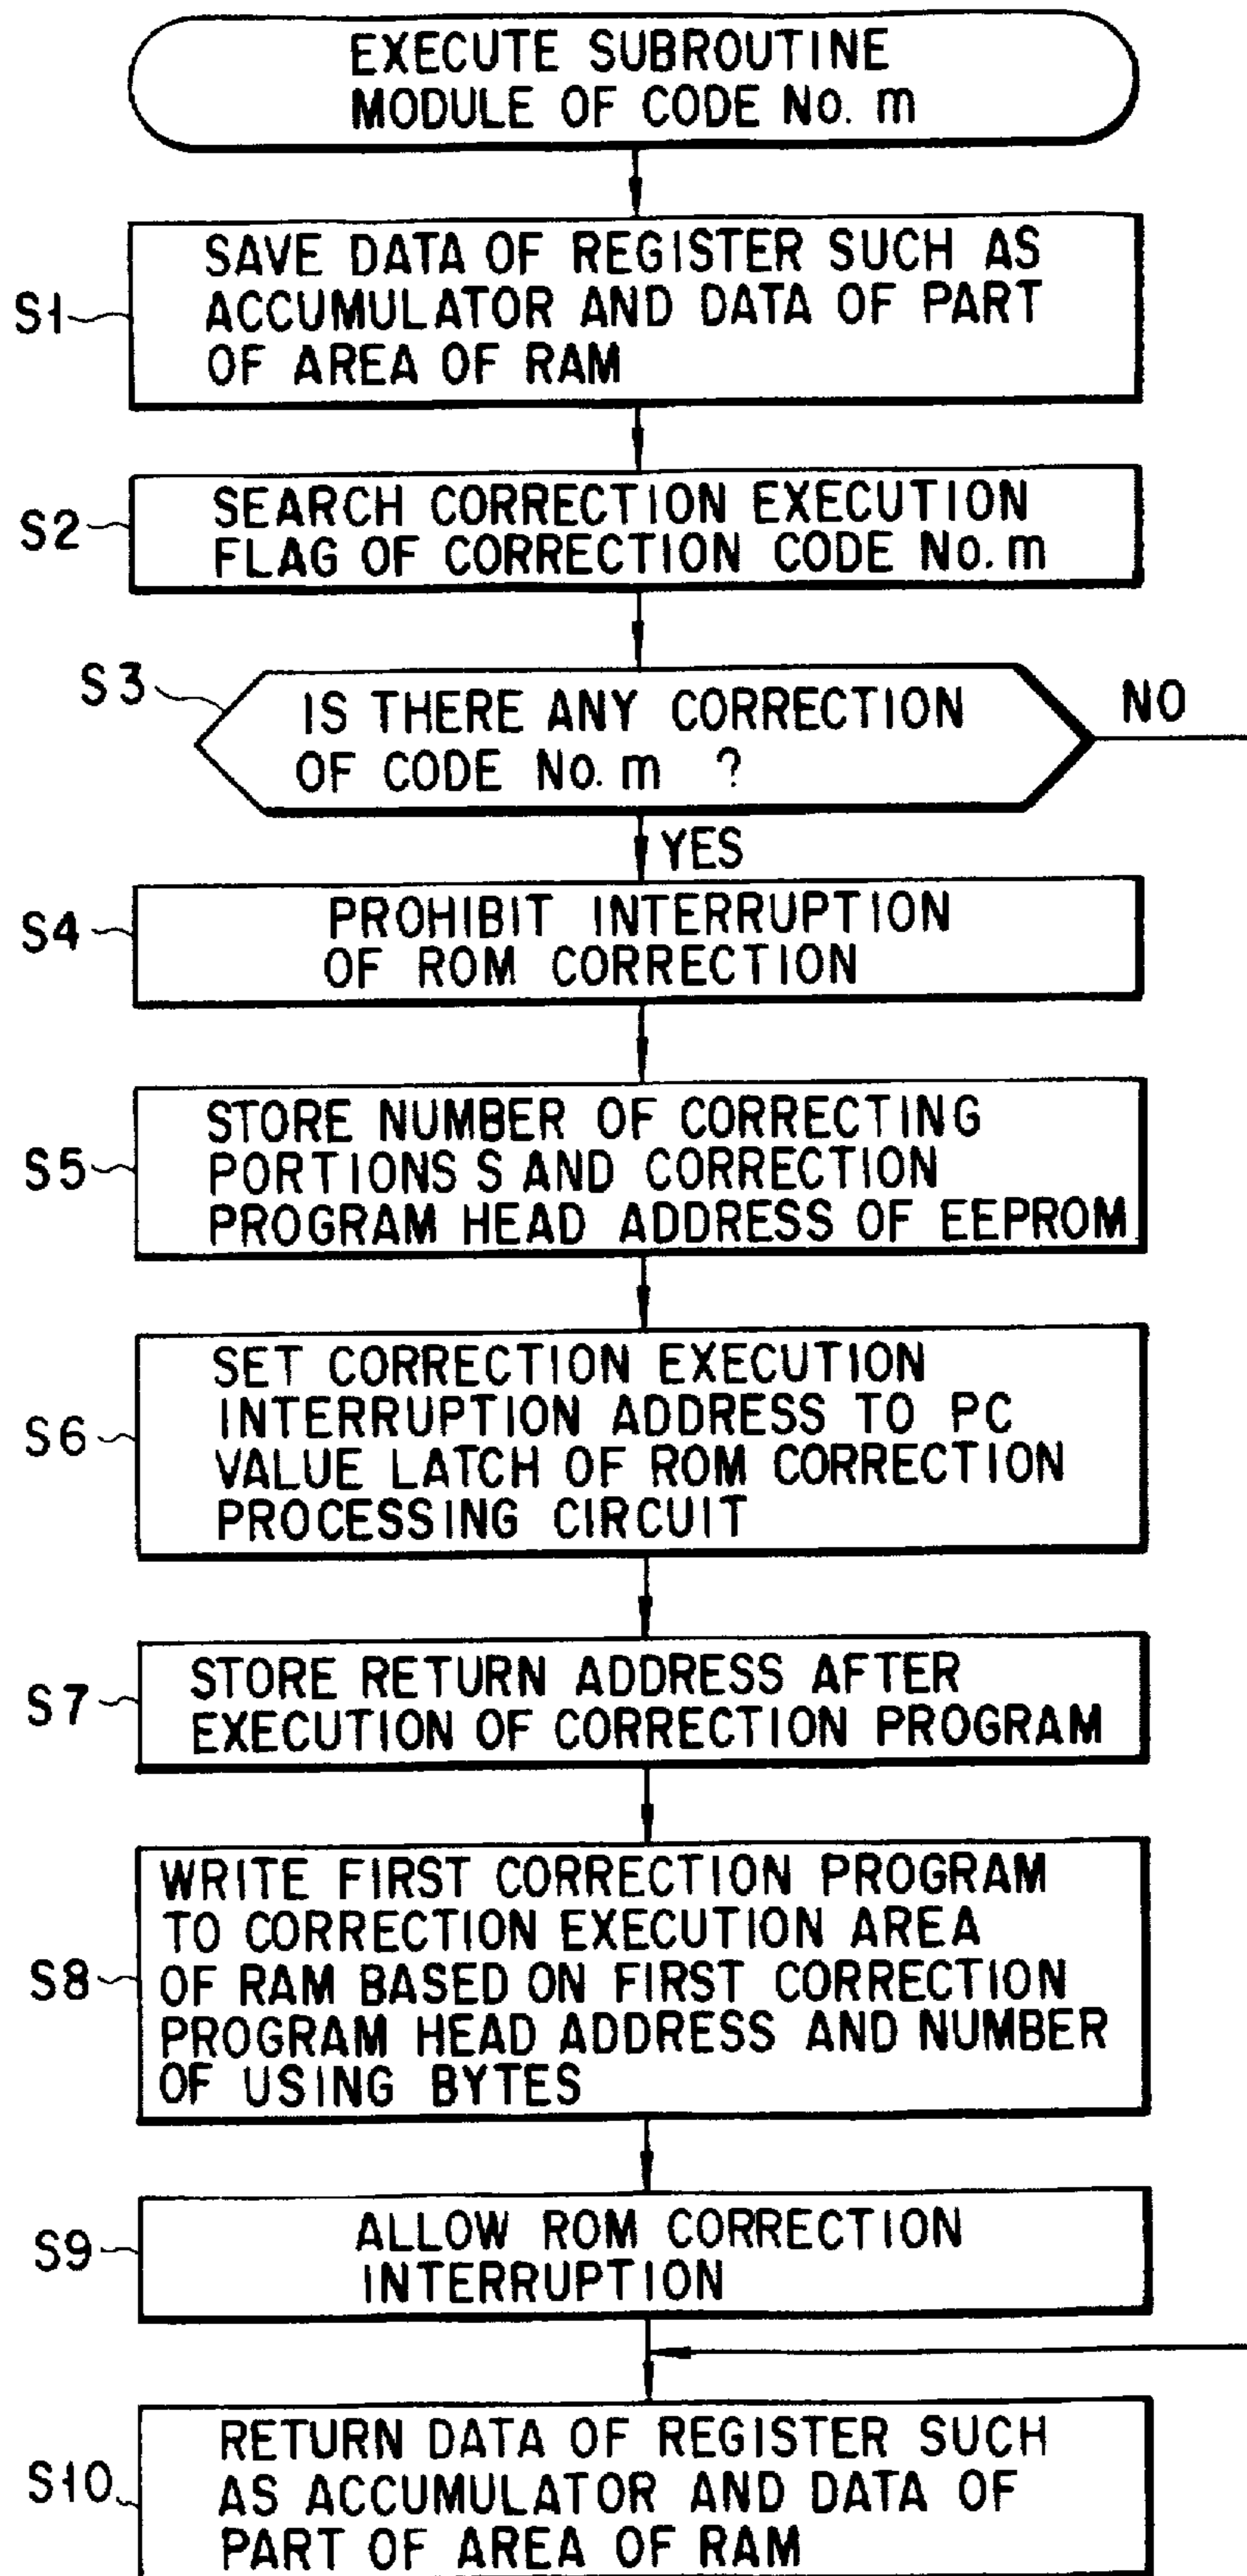 EXECUTE SUBROUTINE
MODULE OF CODE No. m
S1
SAVE DATA OF REGISTER SUCH AS
ACCUMULATOR AND DATA OF PART
OF AREA OF RAM
S2
SEARCH CORRECTION EXECUTION
FLAG OF CORRECTION CODE No. m
S3
IS THERE ANY CORRECTION
OF CODE No. m ?
NO
YES
S4
PROHIBIT INTERRUPTION
OF ROM CORRECTION
S5
STORE NUMBER OF CORRECTING
PORTIONS S AND CORRECTION
PROGRAM HEAD ADDRESS OF EEPROM
S6
SET CORRECTION EXECUTION
INTERRUPTION ADDRESS TO PC
VALUE LATCH OF ROM CORRECTION
PROCESSING CIRCUIT
S7
STORE RETURN ADDRESS AFTER
EXECUTION OF CORRECTION PROGRAM
S8
WRITE FIRST CORRECTION PROGRAM
TO CORRECTION EXECUTION AREA
OF RAM BASED ON FIRST CORRECTION
PROGRAM HEAD ADDRESS AND NUMBER
OF USING BYTES
S9
ALLOW ROM CORRECTION
INTERRUPTION
S10
RETURN DATA OF REGISTER SUCH
AS ACCUMULATOR AND DATA OF
PART OF AREA OF RAM